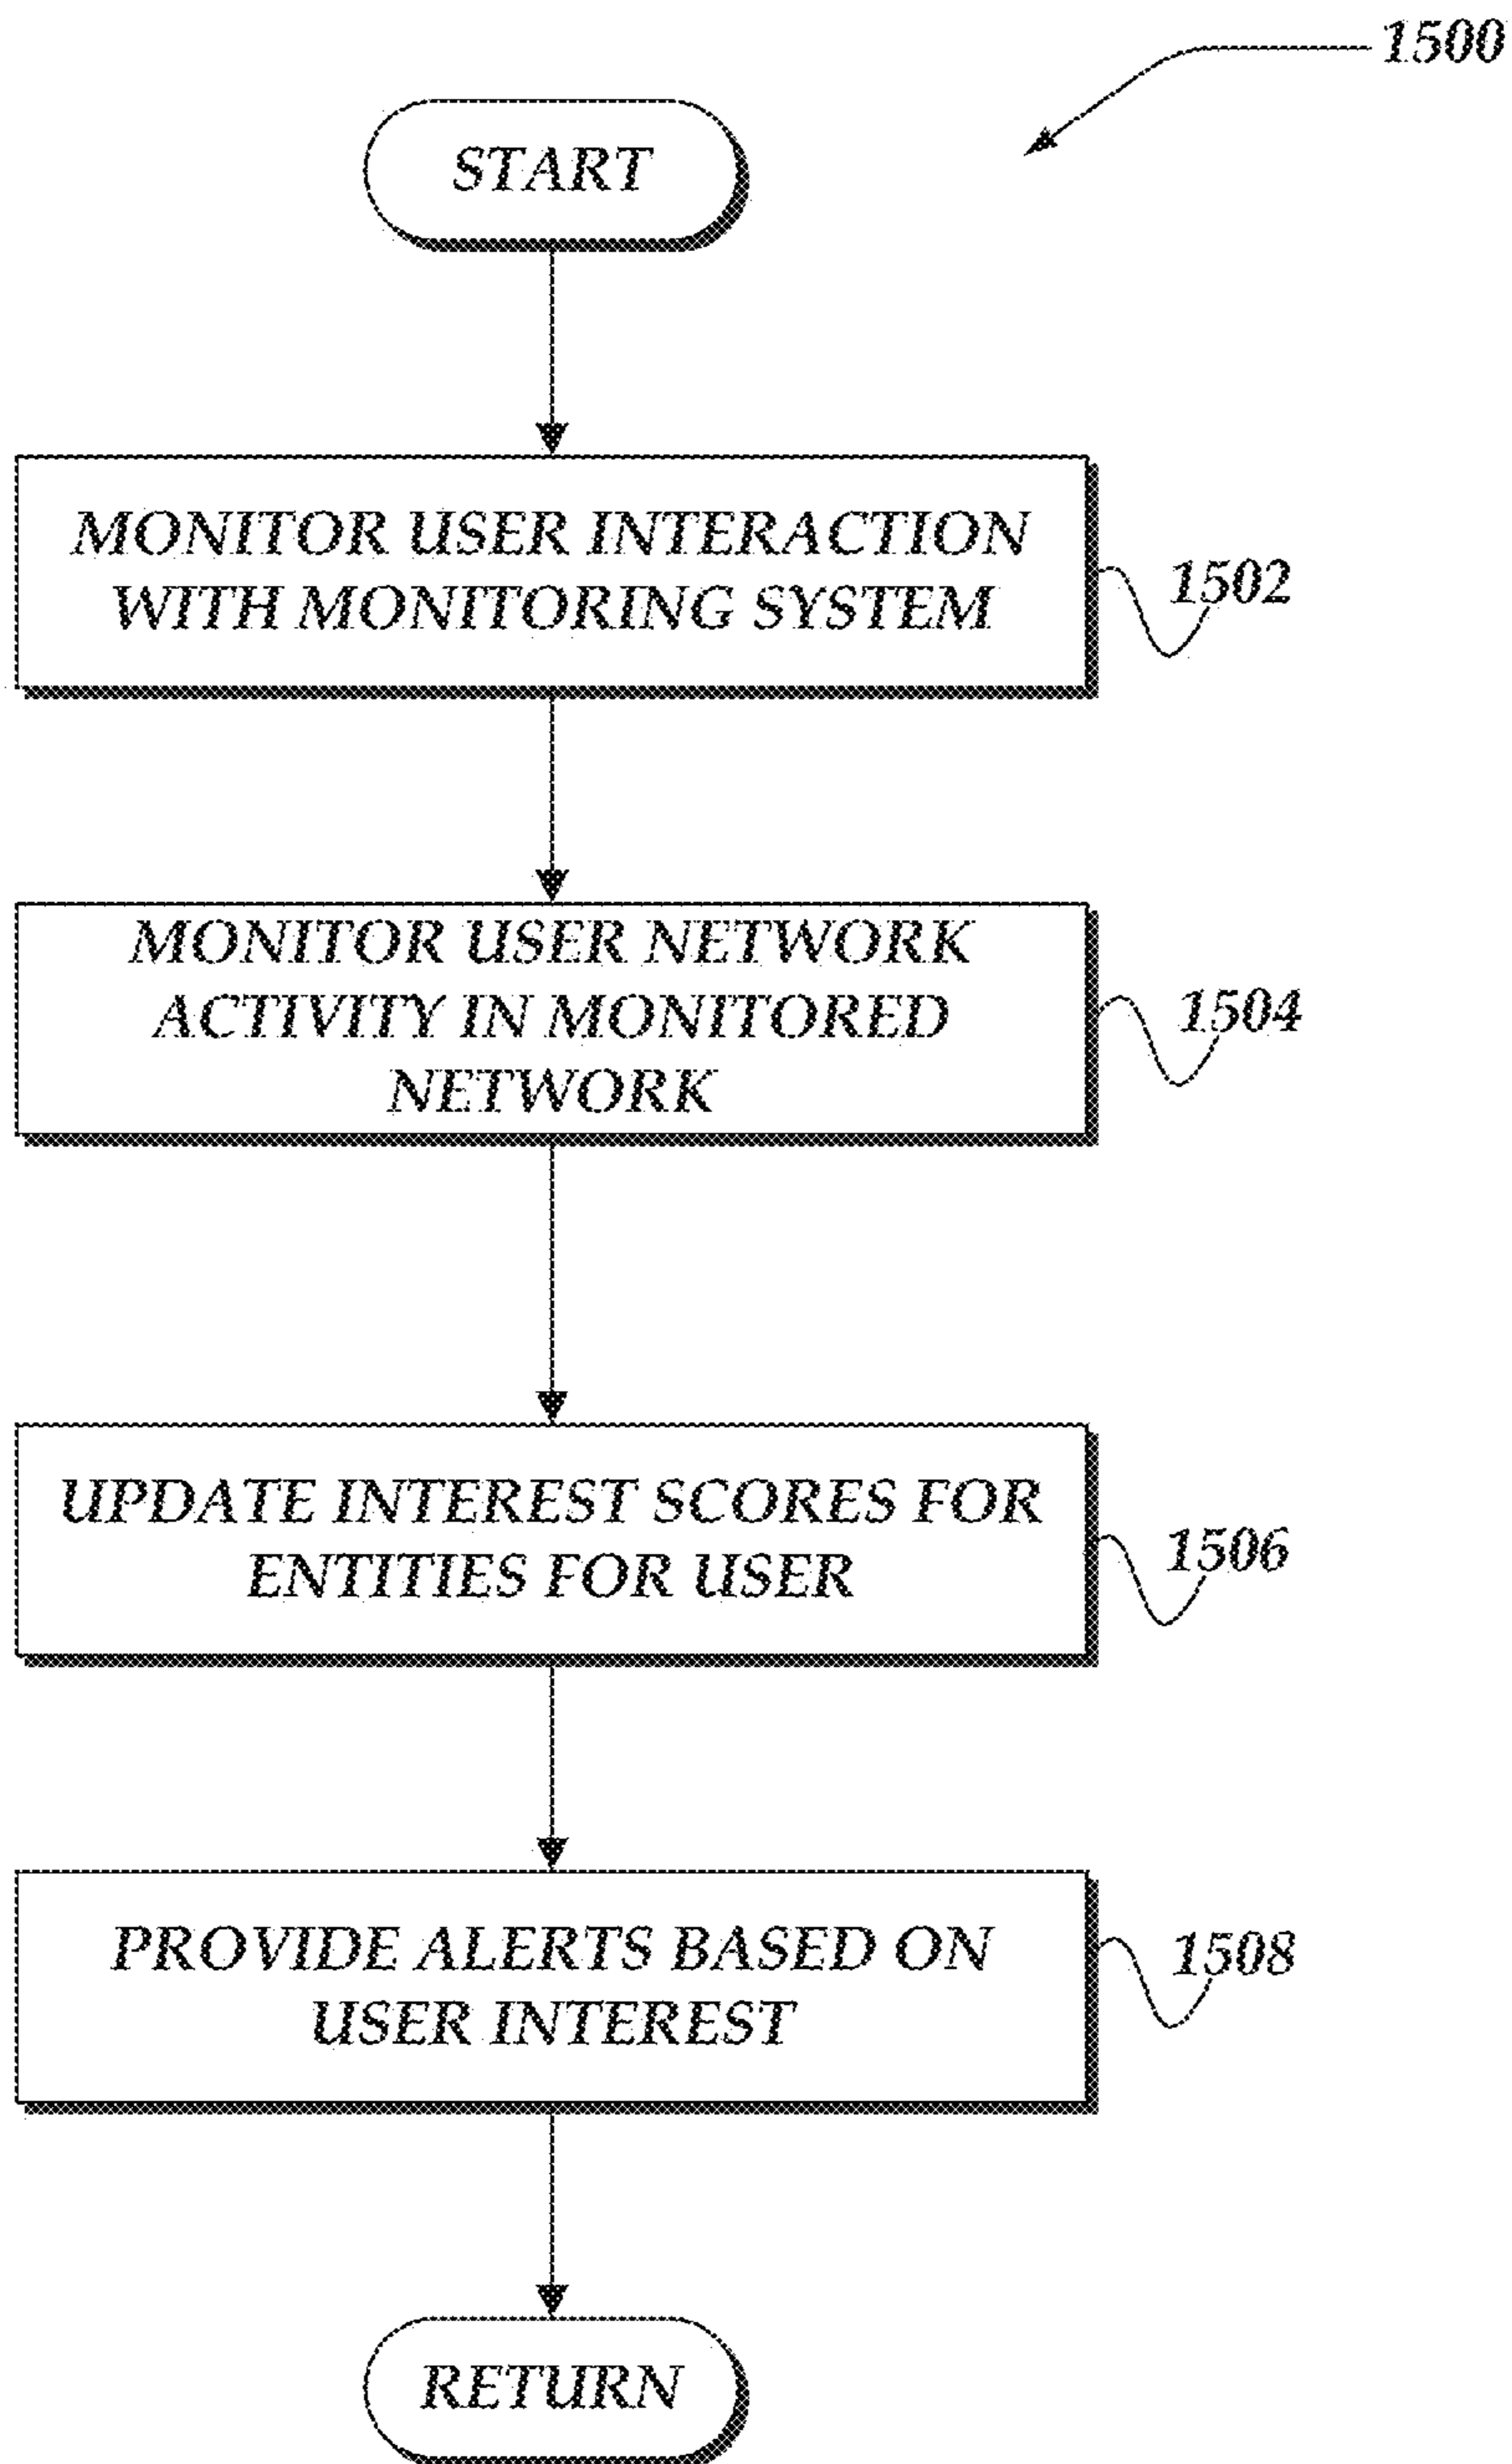 1500
START
MONITOR USER INTERACTION
WITH MONITORING SYSTEM
1502
MONITOR USER NETWORK
ACTIVITY IN MONITORED
NETWORK
1504
UPDATE INTEREST SCORES FOR
ENTITIES FOR USER
1506
PROVIDE ALERTS BASED ON
USER INTEREST
1508
RETURN